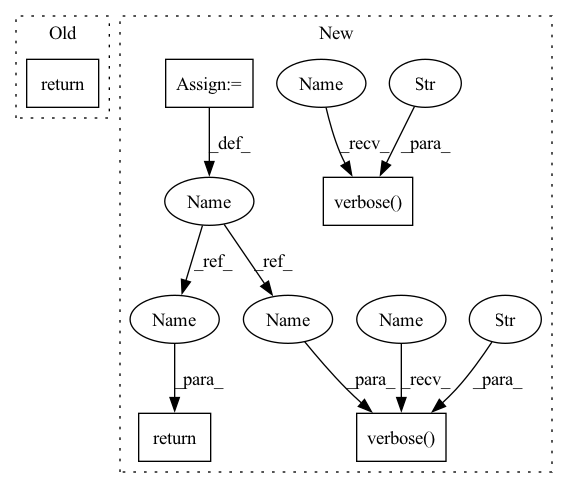 Old
New
return
Assign:=
Name
Str
_def_
_recv_
_para_
Name
verbose()
_ref_
_ref_
Name
Name
Name
Str
_para_
_para_
_recv_
_para_
return
verbose()